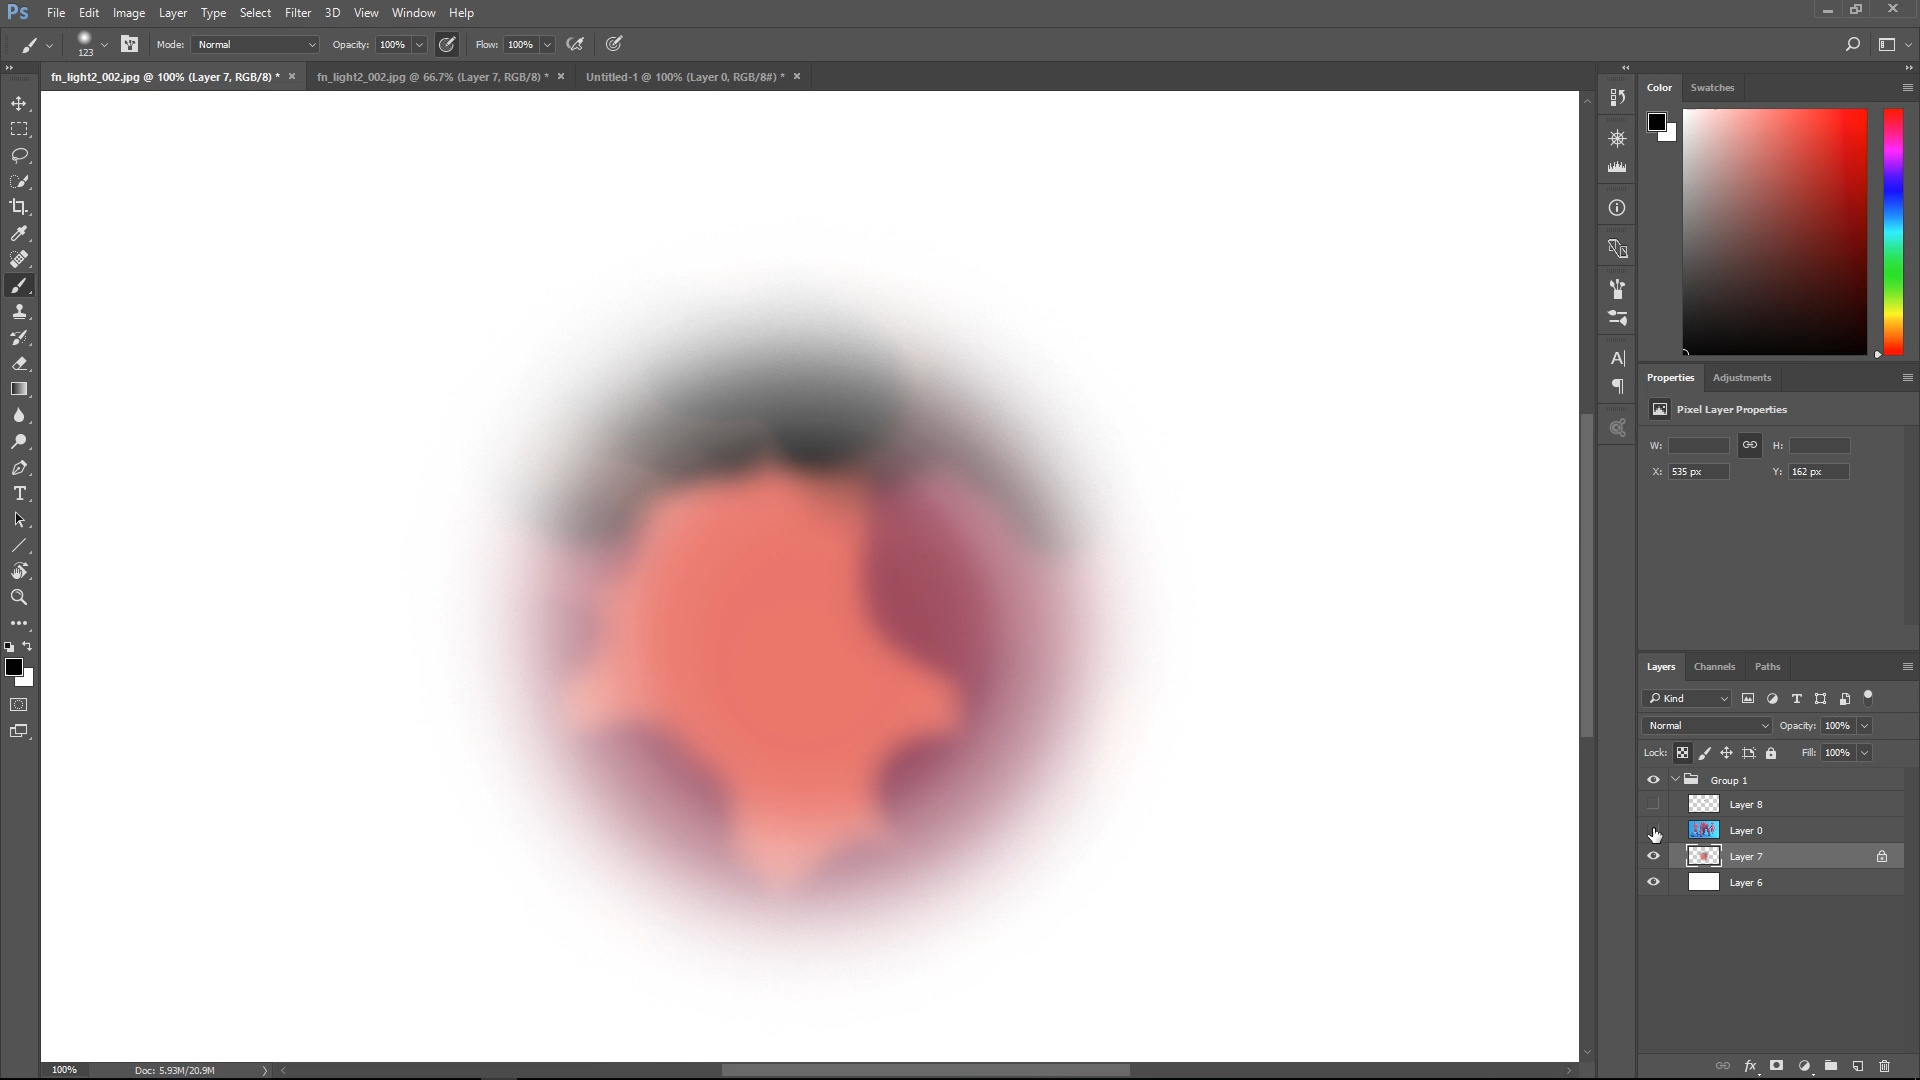 Ps File Edit Image Layer Type Select Filter 3D View Window Help
123 Mode: Normal Opacity: 100% Flow: 100%
fn_light2_002.jpg @ 100% (Layer 7, RGB/8) * × fn_light2_002.jpg @ 66.7% (Layer 7, RGB/8) * × Untitled-1 @ 100% (Layer 0, RGB/8#) * ×
Color Swatches
Properties Adjustments
Pixel Layer Properties
W: H:
X: 535 px Y: 162 px
Layers Channels Paths
Kind
Normal Opacity: 100%
Lock: Fill: 100%
Group 1
Layer 8
Layer 0
Layer 7
Layer 6
fx
100% Doc: 5.93M/20.9M